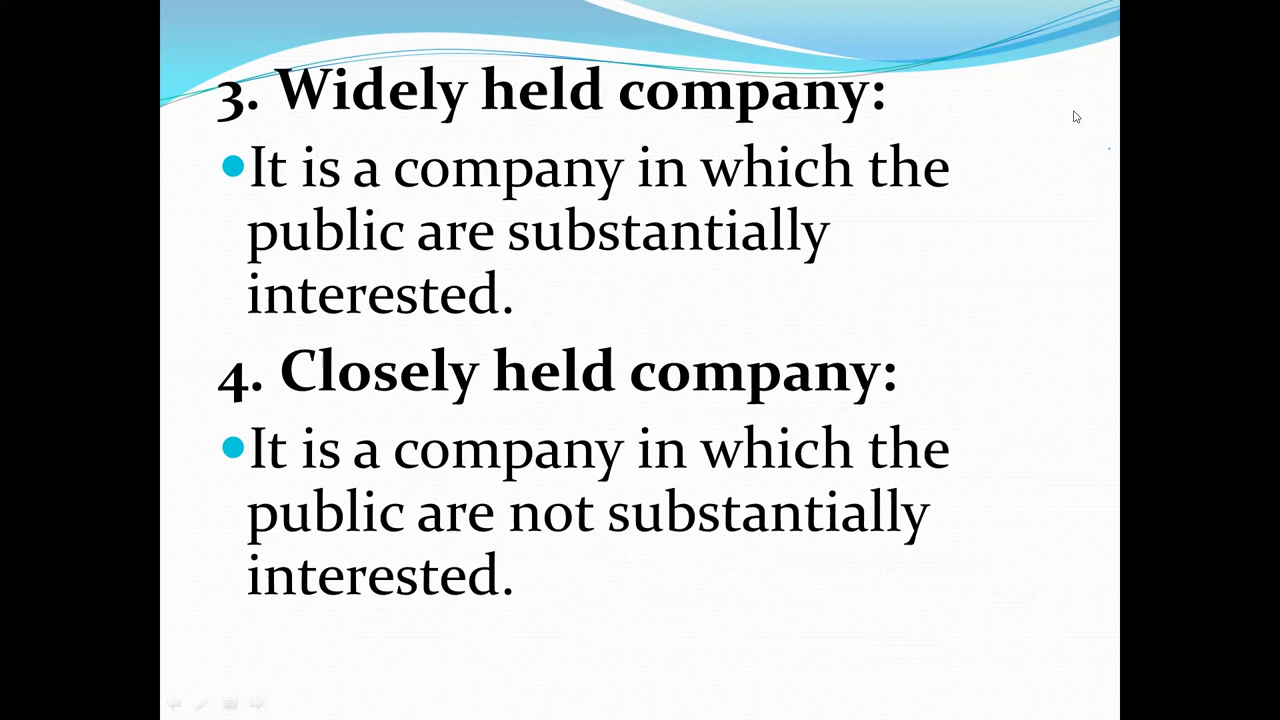 3. Widely held company:
•It is a company in which the
public are substantially
interested.
4. Closely held company:
•It is a company in which the
public are not substantially
interested.